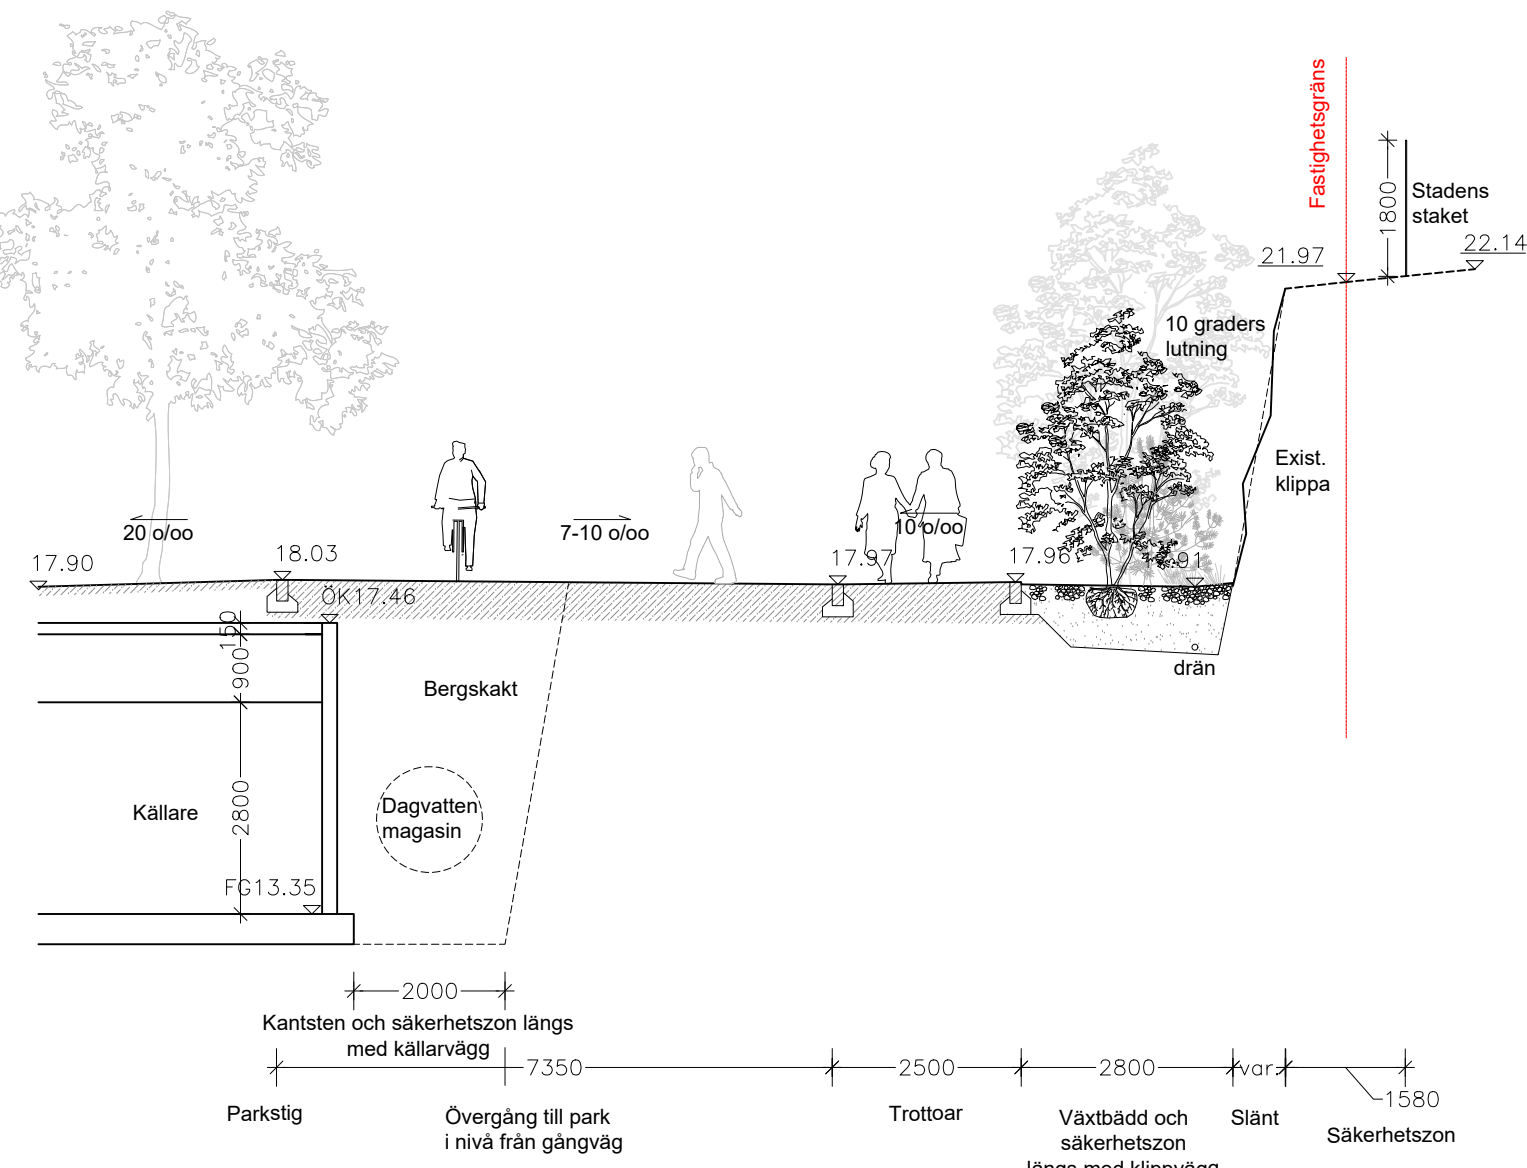 Fastighetsgräns
1800
Stadens
staket
21.97
22.14
10 graders
lutning
Exist.
klippa
20 o/oo
7-10 o/oo
10 o/oo
17.90
18.03
17.97
17.96
ÖK17.46
150
900
drän
Bergskakt
2800
Källare
Dagvatten
magasin
FG13.35
2000
Kantsten och säkerhetszon längs
med källarvägg
7350
2500
2800
var.
1580
Parkstig
Övergång till park
i nivå från gångväg
Trottoar
Växtbädd och
säkerhetszon
längs med klippvägg
Slänt
Säkerhetszon